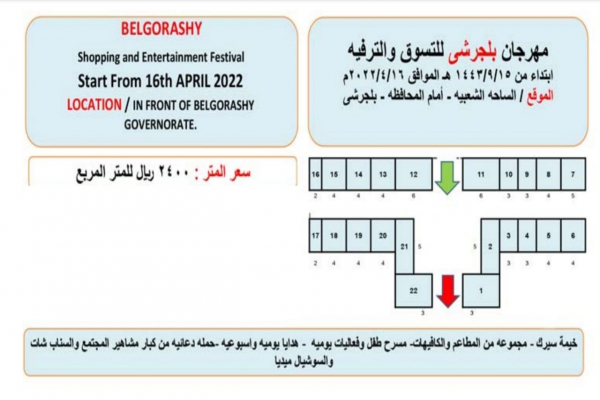 BELGORASHY
Shopping and Entertainment Festival
Start From 16th APRIL 2022
LOCATION / IN FRONT OF BELGORASHY
GOVERNORATE.
مهرجان بلجرشى للتسوق والترفيه
ابتداء من ١٤٤٣/٩/١٥ هـ الموافق ٢٠٢٢/٤/١٦م
الموقع / الساحه الشعبيه - أمام المحافظه - بلجرشى
سعر المتر : ٢٤٠٠ ريال للمتر المربع
16 15 14 13 12 11 10 9 8 7
2 4 4 4 6 6 3 3 4 5
17 18 19 20 21 2 3 4 5 6
2 4 4 4 5 5 3 3 4 4
22 1
3 3
خيمة سيرك - مجموعه من المطاعم والكافيهات- مسرح طفل وفعاليات يوميه - هدايا يوميه واسبوعيه -حمله دعائيه من كبار مشاهير المجتمع والسناب شات
والسوشيال ميديا